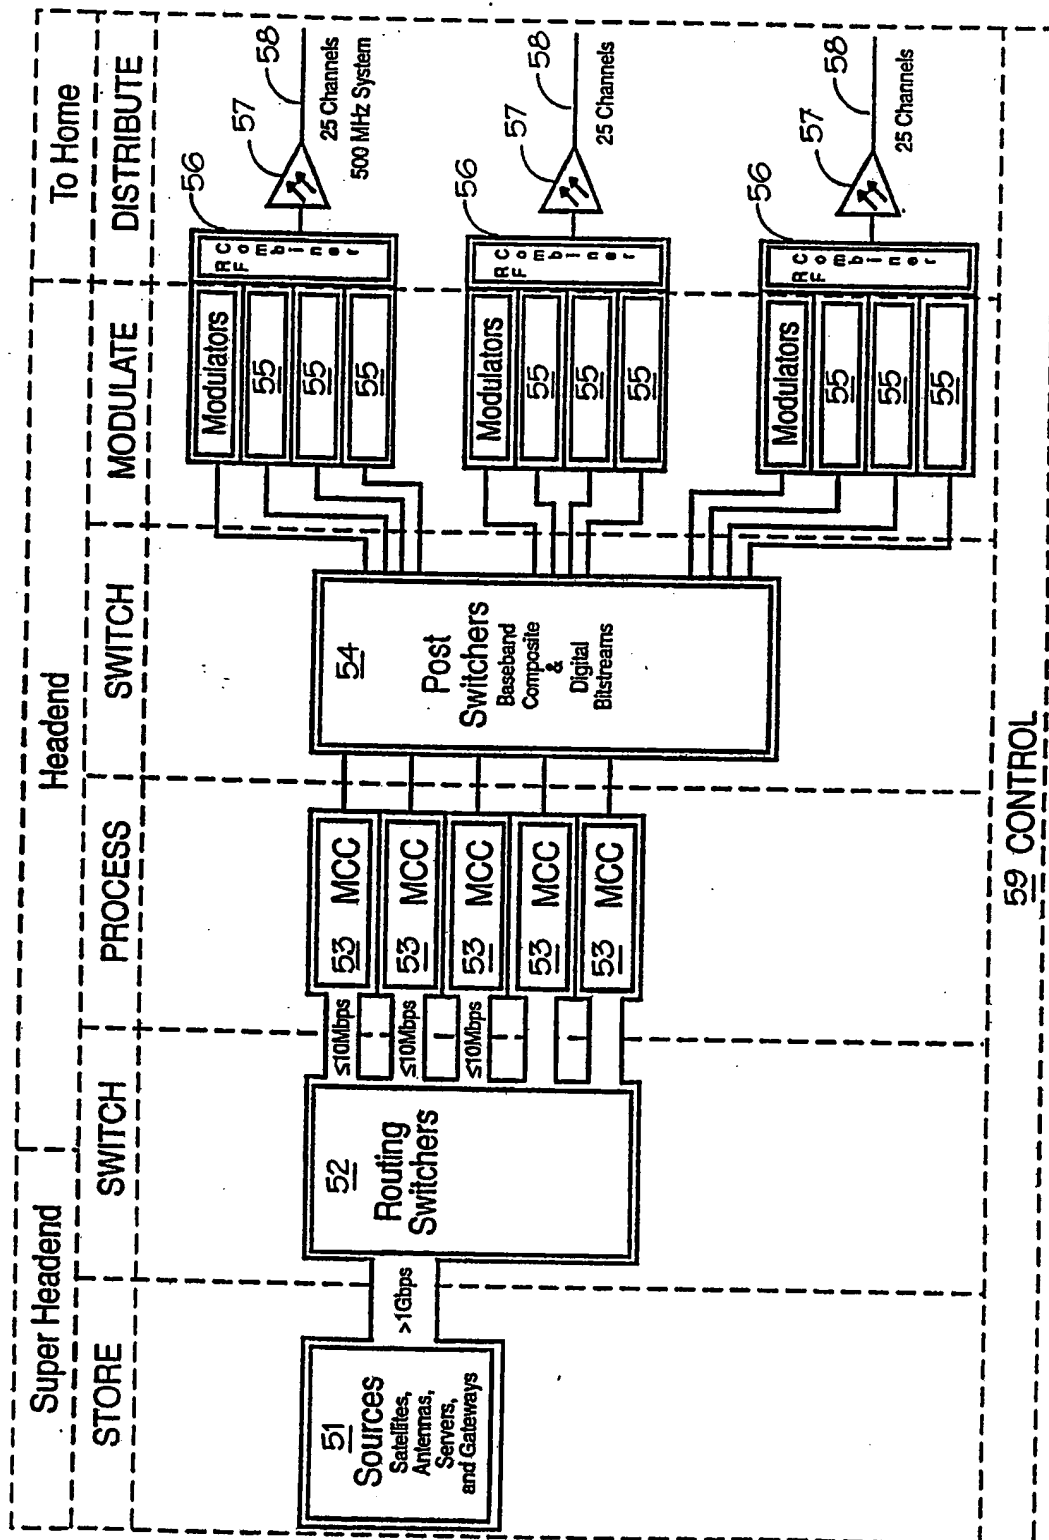 Super Headend
Headend
To Home
STORE
SWITCH
PROCESS
SWITCH
MODULATE
DISTRIBUTE
51
Sources
Satellites,
Antennas,
Servers,
and Gateways
>1Gbps
52
Routing
Switchers
≤10Mbps
≤10Mbps
≤10Mbps
53 MCC
53 MCC
53 MCC
53 MCC
53 MCC
54
Post
Switchers
Baseband
Composite
&
Digital
Bitstreams
Modulators
55
55
55
RF
Combiner
56
57
58
25 Channels
500 MHz System
Modulators
55
55
55
RF
Combiner
56
57
58
25 Channels
Modulators
55
55
55
RF
Combiner
56
57
58
25 Channels
59 CONTROL